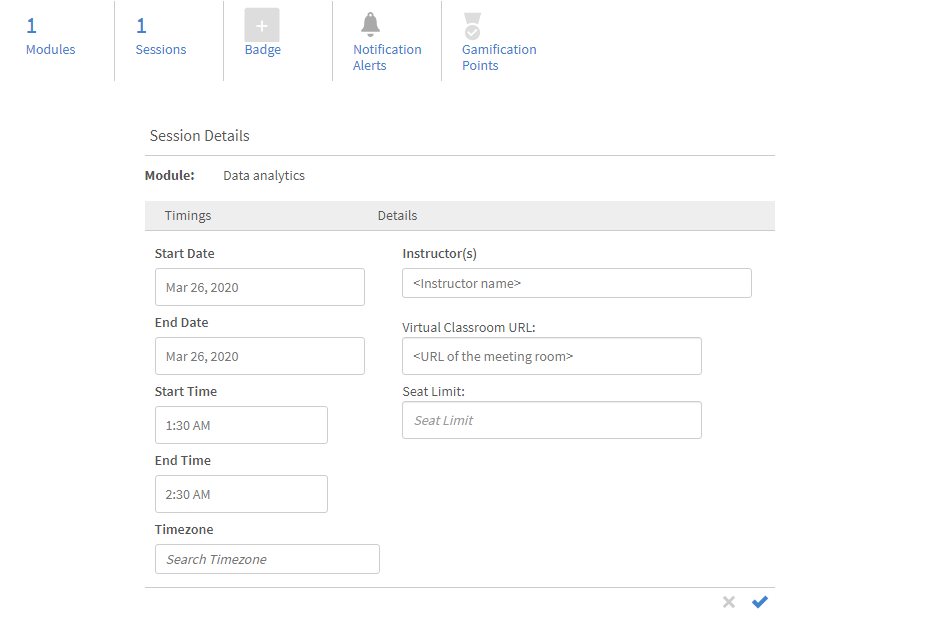 1
Modules
1
Sessions
Badge
Notification
Alerts
Gamification
Points
Session Details
Module: Data analytics
Timings Details
Start Date
Mar 26, 2020
End Date
Mar 26, 2020
Start Time
1:30 AM
End Time
2:30 AM
Timezone
Search Timezone
Instructor(s)
<Instructor name>
Virtual Classroom URL:
<URL of the meeting room>
Seat Limit:
Seat Limit